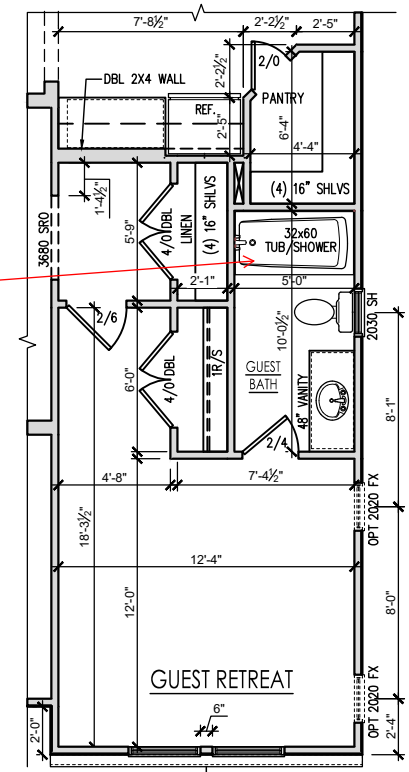 7'-8½"
2'-2½"
2'-5"
2'-2½"
2/0
DBL 2X4 WALL
REF.
PANTRY
2'-5"
6'-4"
4'-4"
(4) 16" SHLVS
1'-4½"
3680 SRO
5'-9"
4/0 DBL
LINEN
(4) 16" SHLVS
32x60
TUB/SHOWER
2'-1"
5'-0"
2/6
2030 SH
10'-0½"
6'-0"
4/0 DBL
1R/S
GUEST
BATH
48" VANITY
8'-1"
2/4
4'-8"
7'-4½"
OPT 2020 FX
18'-3½"
12'-4"
12'-0"
8'-0"
GUEST RETREAT
6"
OPT 2020 FX
2'-0"
2'-4"